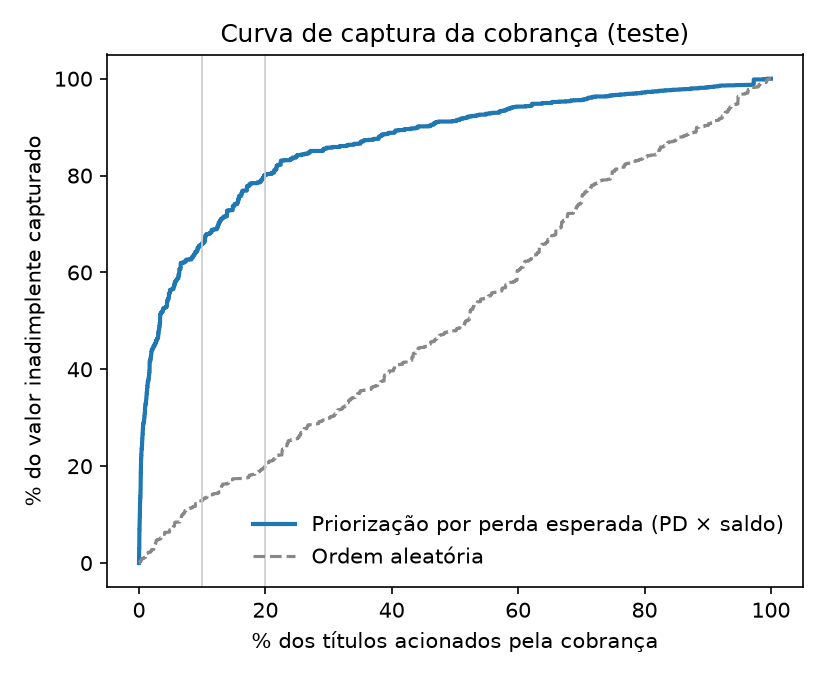 Curva de captura da cobrança (teste)
% do valor inadimplente capturado
100
80
60
40
20
0
Priorização por perda esperada (PD × saldo)
Ordem aleatória
0 20 40 60 80 100
% dos títulos acionados pela cobrança